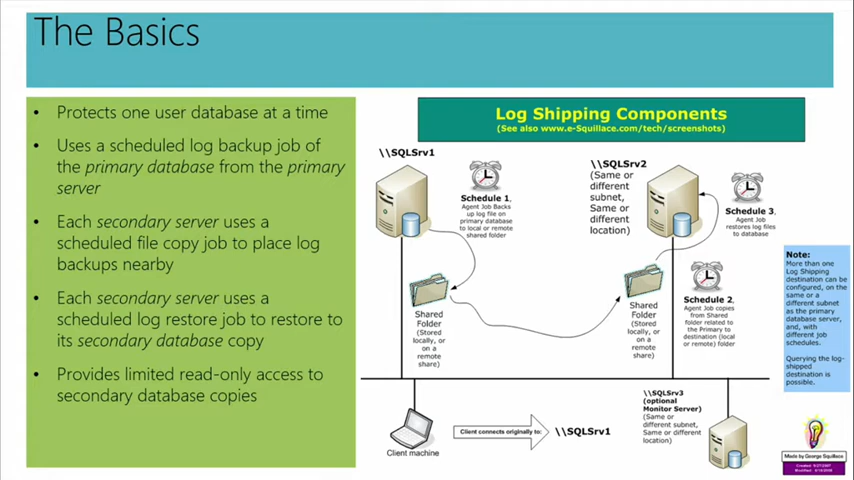 The Basics
• Protects one user database at a time
• Uses a scheduled log backup job of
the primary database from the primary
server
• Each secondary server uses a
scheduled file copy job to place log
backups nearby
• Each secondary server uses a
scheduled log restore job to restore to
its secondary database copy
• Provides limited read-only access to
secondary database copies
Log Shipping Components
(See also www.e-Squillace.com/tech/screenshots)
\\SQLSrv1
Schedule 1,
Agent Job Backs
up log file on
primary database
to local or remote
shared folder
\\SQLSrv2
(Same or
different
subnet,
Same or
different
location)
Schedule 3,
Agent Job
restores log files
to database
Shared
Folder
(Stored
locally, or
on a
remote
share)
Shared
Folder
(Stored
locally, or
on a
remote
share)
Schedule 2,
Agent Job copies
from Shared
folder related to
the Primary to
destination (local
or remote) folder
Note:
More than one
Log Shipping
destination can be
configured, on the
same or a
different subnet
as the primary
database server,
and, with
different job
schedules.
Querying the log-
shipped
destination is
possible.
Client machine
Client connects originally to:
\\SQLSrv1
\\SQLSrv3
(optional
Monitor Server)
(Same or
different subnet,
Same or different
location)
Made by George Squillace